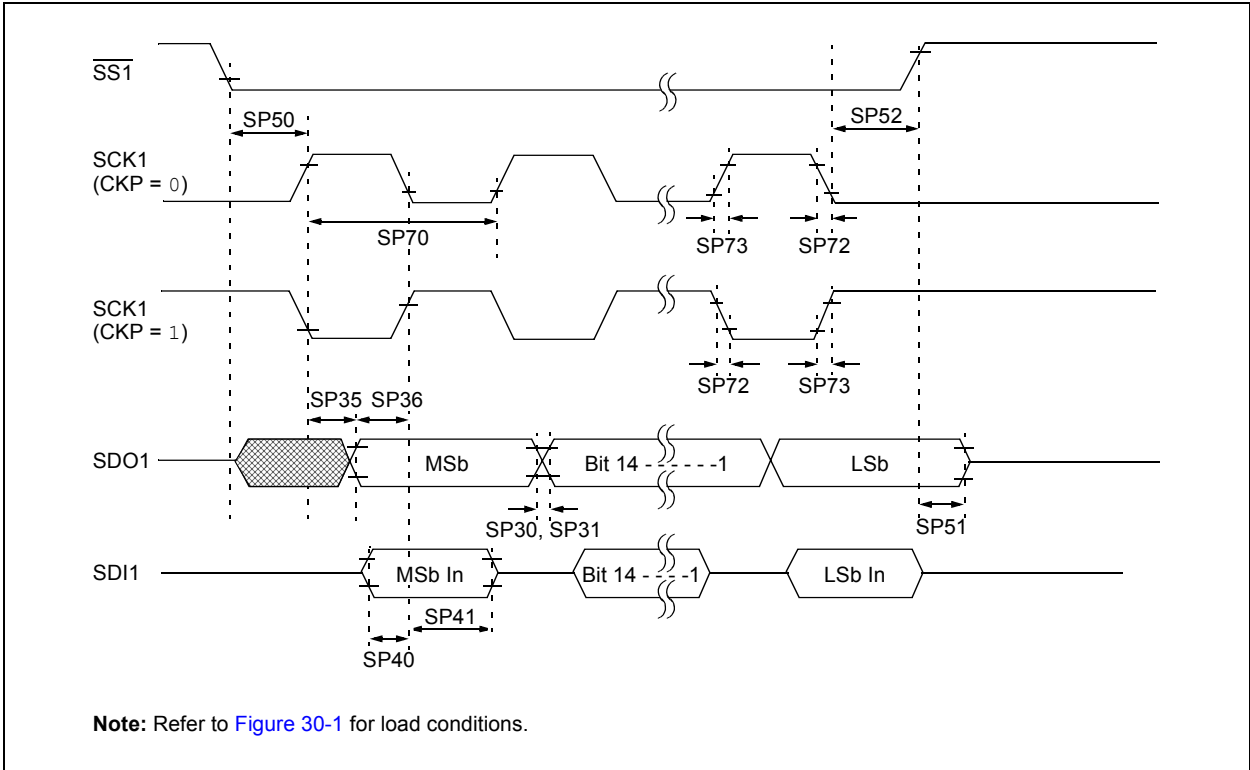 SS1
SP50
SP52
SCK1
(CKP = 0)
SP70
SP73
SP72
SCK1
(CKP = 1)
SP72
SP73
SP35
SP36
SDO1
MSb
Bit 14 - - - - - -1
LSb
SP30, SP31
SP51
SDI1
MSb In
Bit 14 - - - -1
LSb In
SP41
SP40
Note: Refer to Figure 30-1 for load conditions.